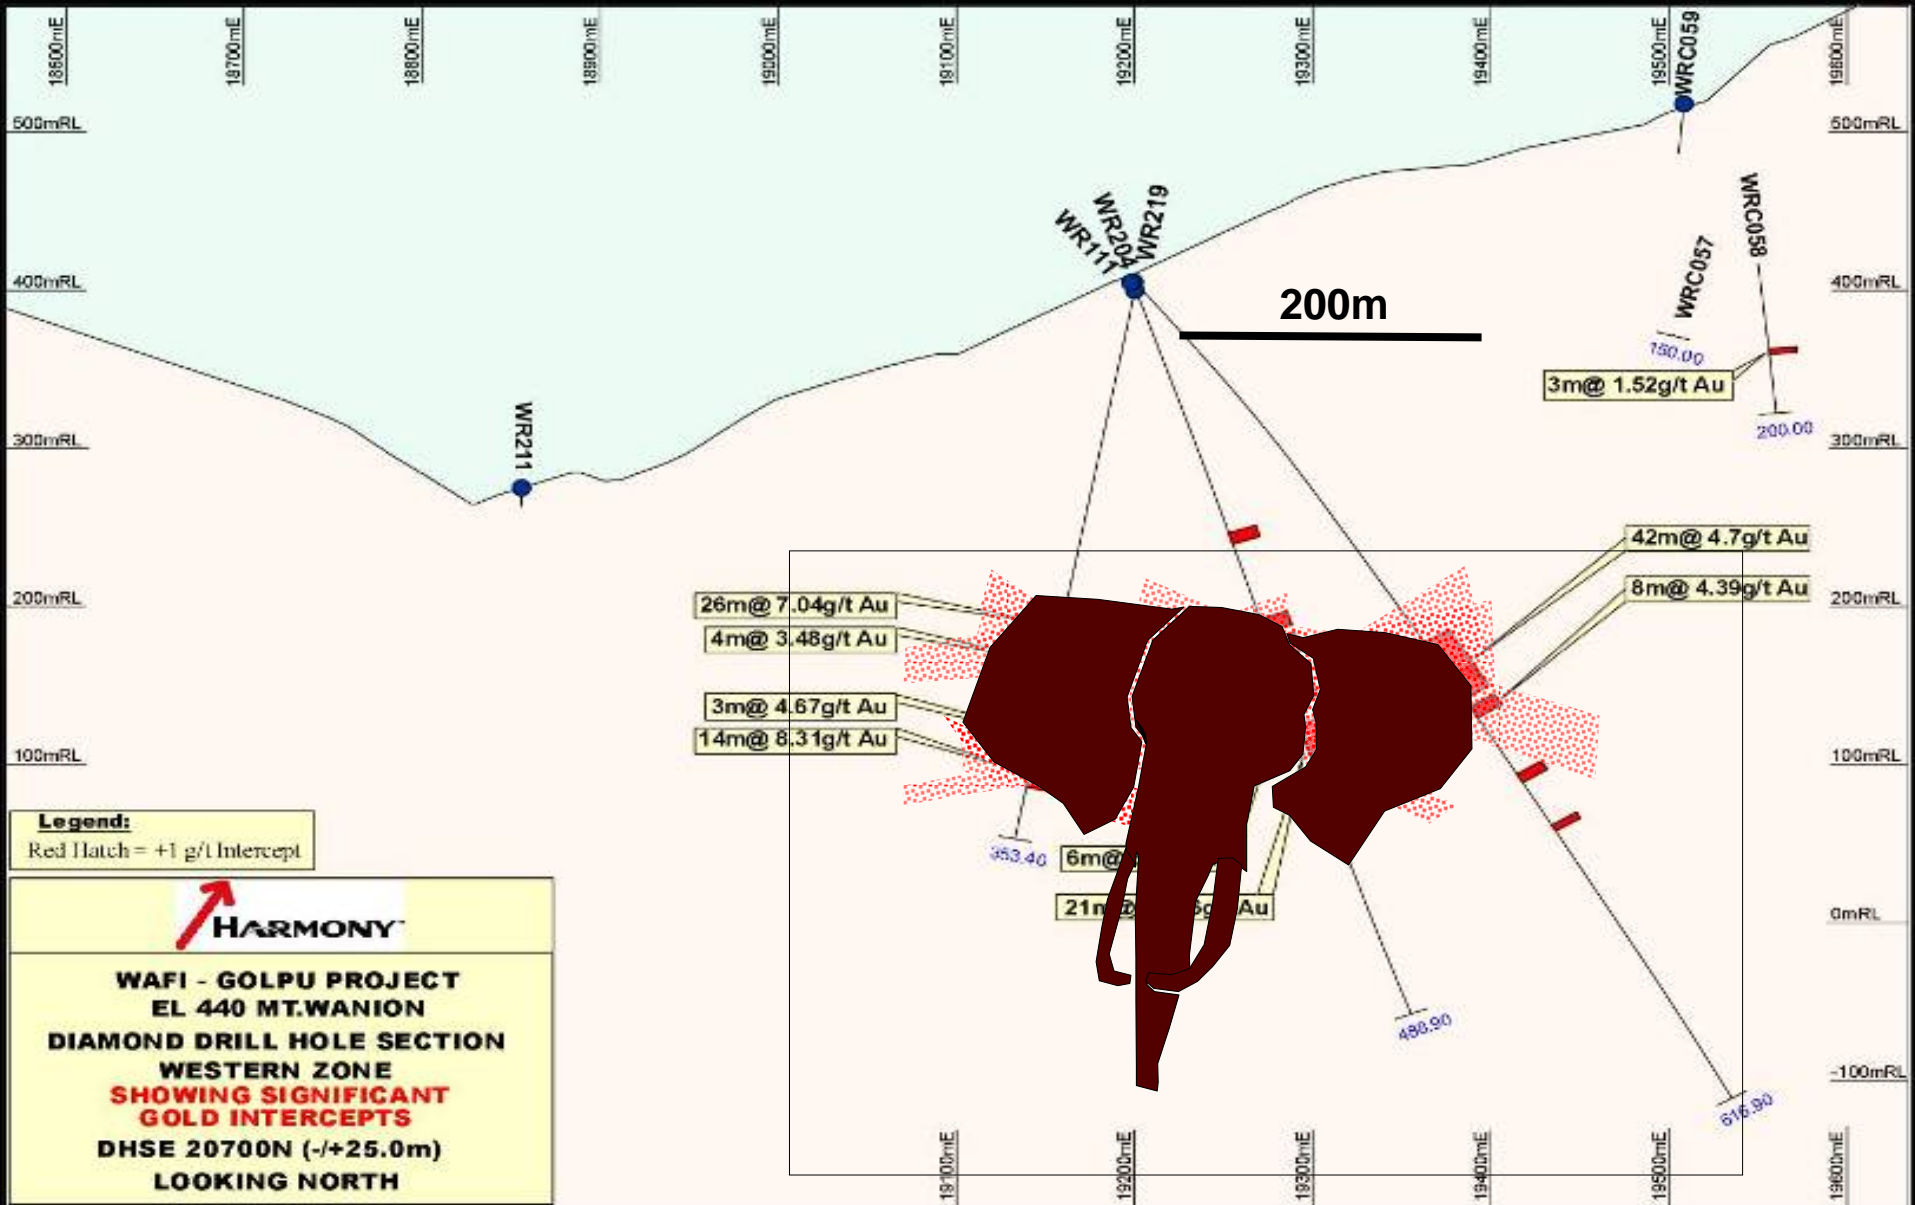 18600mE
18700mE
18800mE
18900mE
19000mE
19100mE
19200mE
19300mE
19400mE
19500mE
19600mE
WRC059
500mRL
500mRL
WR219
WR204
WR111
WRC058
WRC057
400mRL
400mRL
200m
150.00
3m@ 1.52g/t Au
200.00
WR211
300mRL
300mRL
42m@ 4.7g/t Au
8m@ 4.39g/t Au
200mRL
200mRL
26m@ 7.04g/t Au
4m@ 3.48g/t Au
3m@ 4.67g/t Au
14m@ 8.31g/t Au
100mRL
100mRL
353.40
6m@
21m@
Au
0mRL
Legend:
Red Hatch = +1 g/t Intercept
HARMONY™
WAFI - GOLPU PROJECT
EL 440 MT.WANION
DIAMOND DRILL HOLE SECTION
WESTERN ZONE
SHOWING SIGNIFICANT
GOLD INTERCEPTS
DHSE 20700N (-/+25.0m)
LOOKING NORTH
-100mRL
616.90
19100mE
19200mE
19300mE
19400mE
19500mE
19600mE